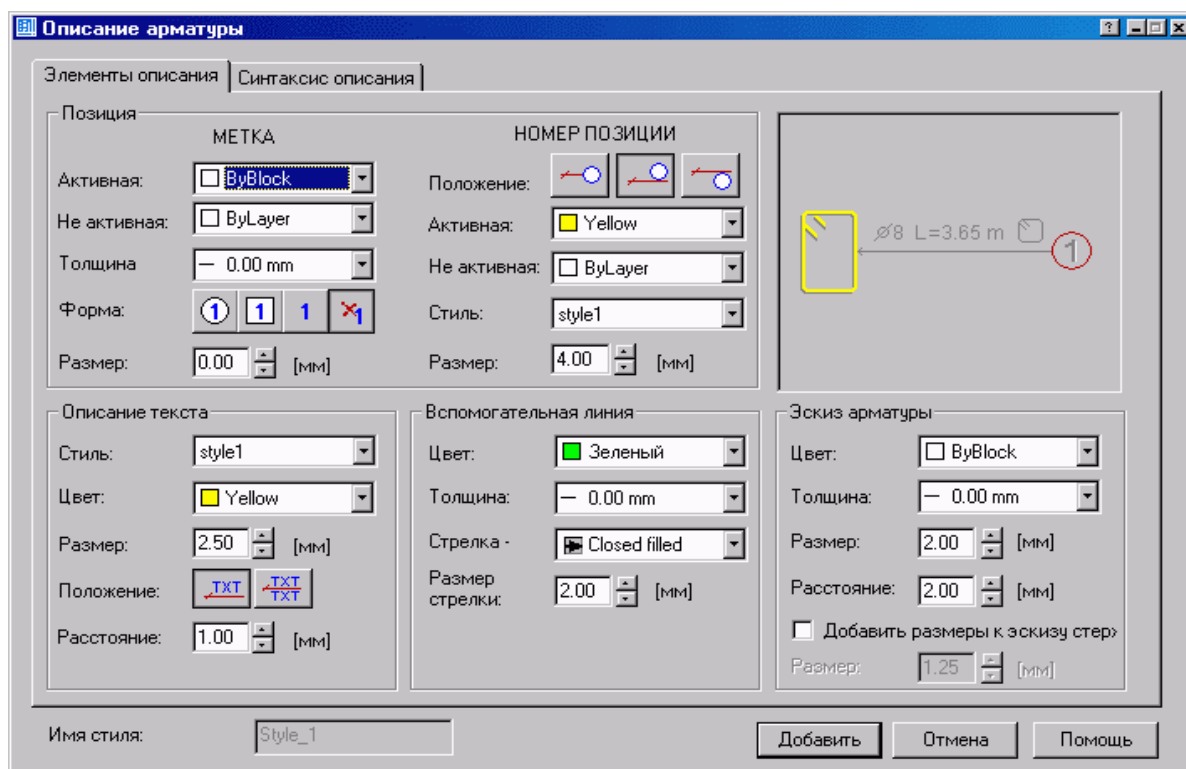 Описание арматуры
Элементы описания
Синтаксис описания
Позиция
МЕТКА
Активная: ByBlock
Не активная: ByLayer
Толщина 0.00 mm
Форма: 1 1 1 1
Размер: 0.00 [мм]
НОМЕР ПОЗИЦИИ
Положение:
Активная: Yellow
Не активная: ByLayer
Стиль: style1
Размер: 4.00 [мм]
ø8 L=3.65 m 1
Описание текста
Стиль: style1
Цвет: Yellow
Размер: 2.50 [мм]
Положение: TXT TXT TXT
Расстояние: 1.00 [мм]
Вспомогательная линия
Цвет: Зеленый
Толщина: 0.00 mm
Стрелка - Closed filled
Размер
стрелки: 2.00 [мм]
Эскиз арматуры
Цвет: ByBlock
Толщина: 0.00 mm
Размер: 2.00 [мм]
Расстояние: 2.00 [мм]
Добавить размеры к эскизу стер
Размер: 1.25 [мм]
Имя стиля: Style_1
Добавить
Отмена
Помощь